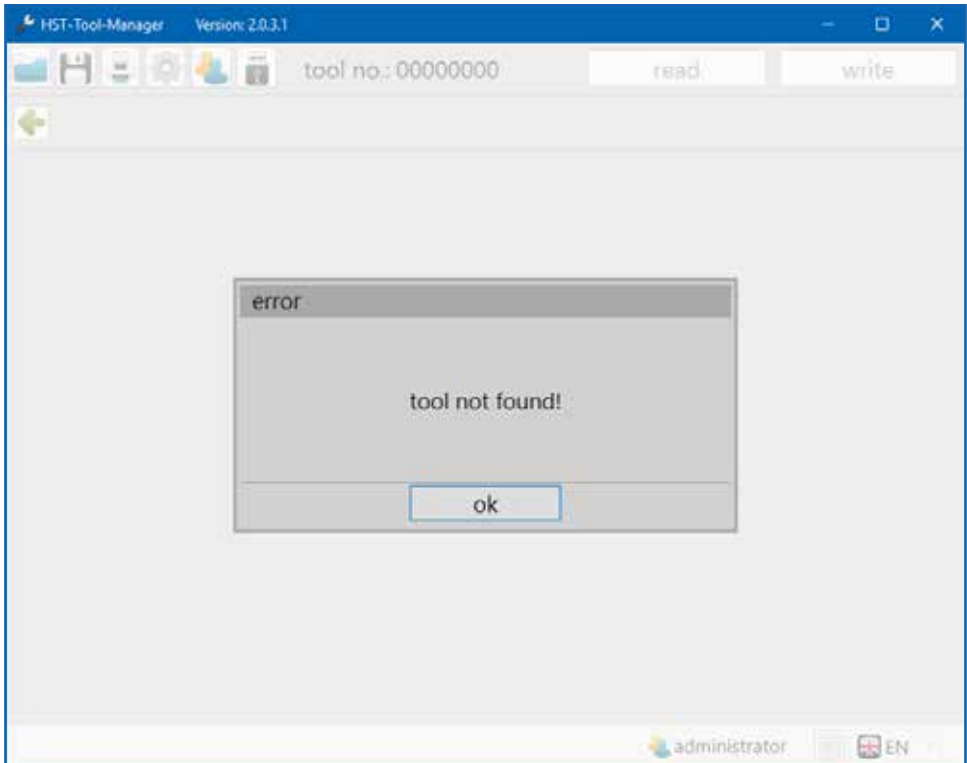 HST-Tool-Manager Version: 2.0.3.1
tool no.: 00000000 read write
error
tool not found!
ok
administrator EN